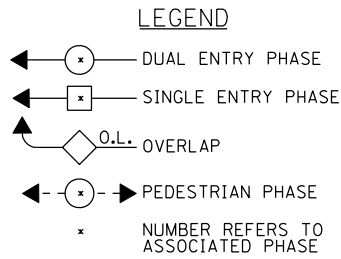 LEGEND
* DUAL ENTRY PHASE
* SINGLE ENTRY PHASE
O.L. OVERLAP
* PEDESTRIAN PHASE
* NUMBER REFERS TO
ASSOCIATED PHASE